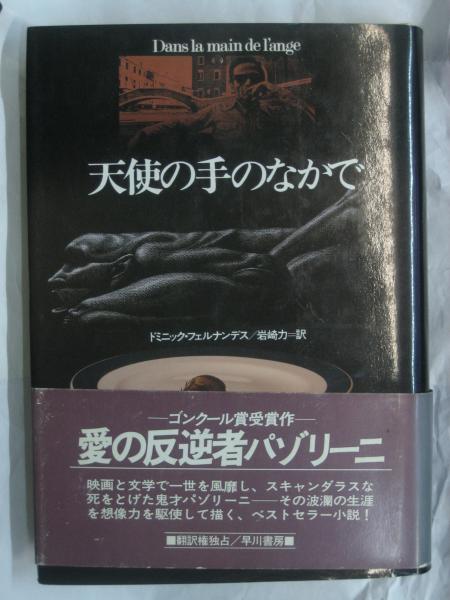 Dans la main de l'ange
天使の手のなかで
ドミニック・フェルナンデス/岩崎力＝訳
―ゴンクール賞受賞作―
愛の反逆者パゾリーニ
映画と文学で一世を風靡し、スキャンダラスな
死をとげた鬼才パゾリーニ――その波瀾の生涯
を想像力を駆使して描く、ベストセラー小説！
■翻訳権独占/早川書房■